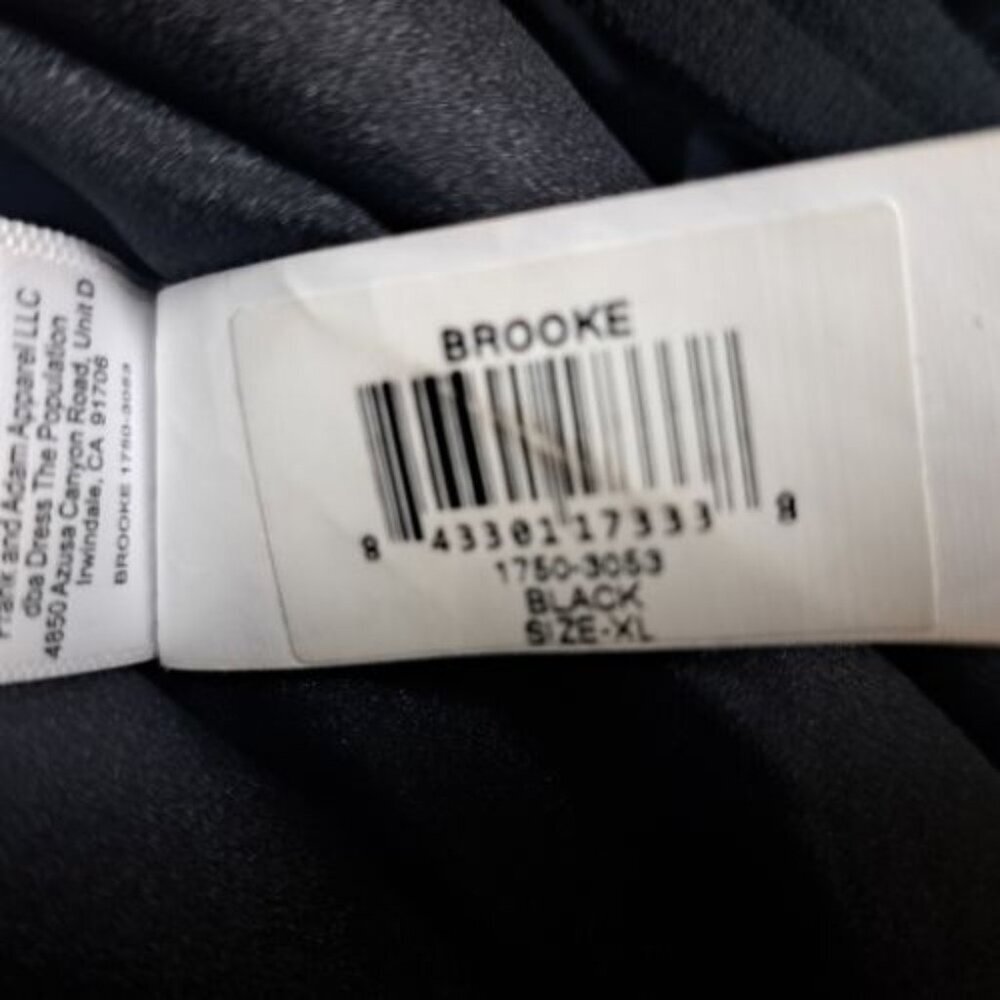 Frank and Adam Apparel LLC
dba Dress The Population
4850 Azusa Canyon Road, Unit D
Irwindale, CA 91706
BROOKE 1750-3053
BROOKE
8 43301 17333 8
1750-3053
BLACK
SIZE-XL